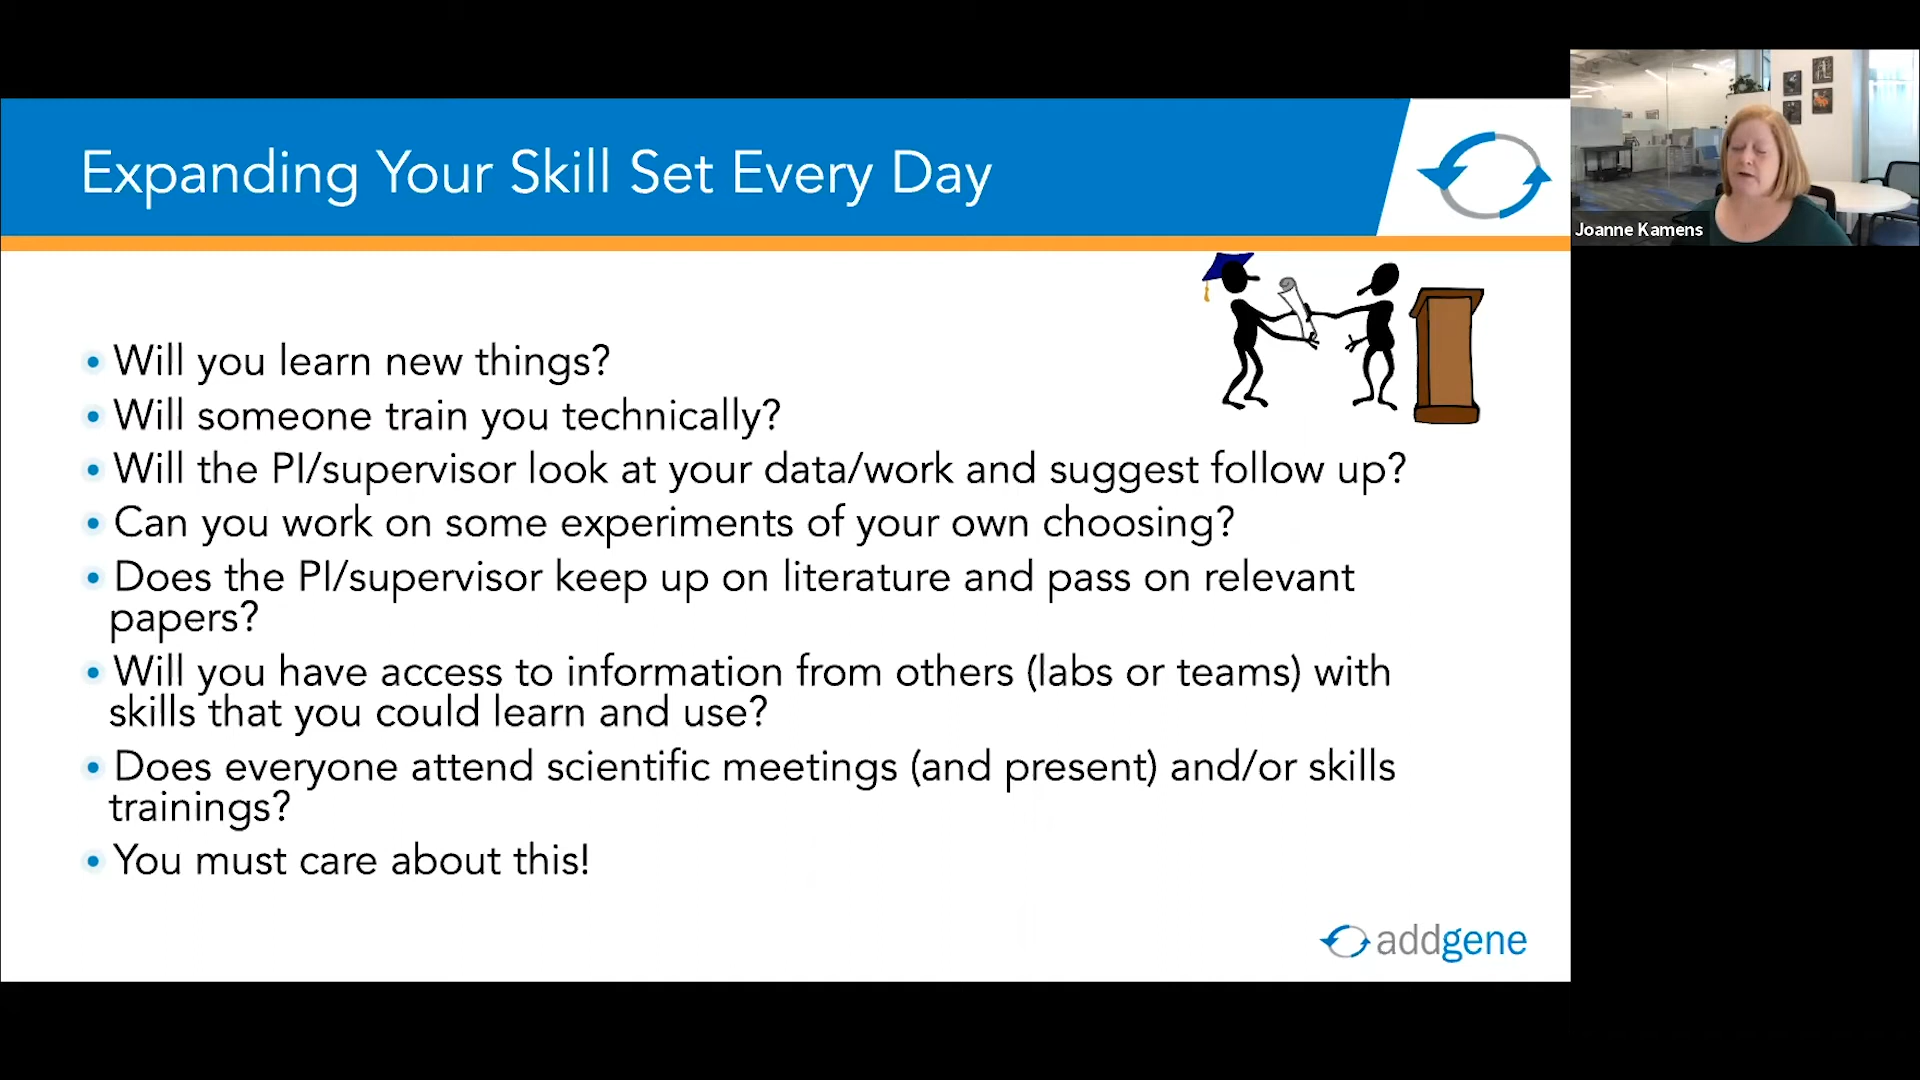 Expanding Your Skill Set Every Day
Joanne Kamens
• Will you learn new things?
• Will someone train you technically?
• Will the PI/supervisor look at your data/work and suggest follow up?
• Can you work on some experiments of your own choosing?
• Does the PI/supervisor keep up on literature and pass on relevant
papers?
• Will you have access to information from others (labs or teams) with
skills that you could learn and use?
• Does everyone attend scientific meetings (and present) and/or skills
trainings?
• You must care about this!
addgene